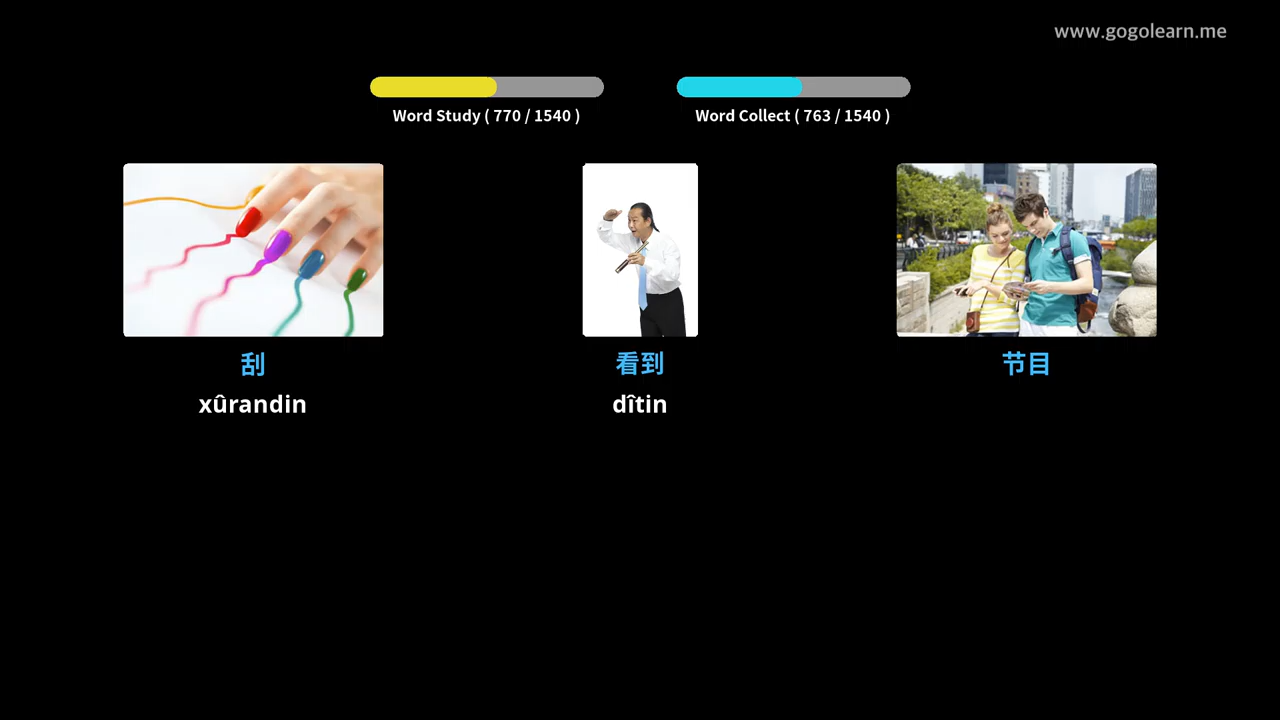 www.gogolearn.me
Word Study ( 770 / 1540 )
Word Collect ( 763 / 1540 )
刮
看到
节目
xûrandin
dîtin